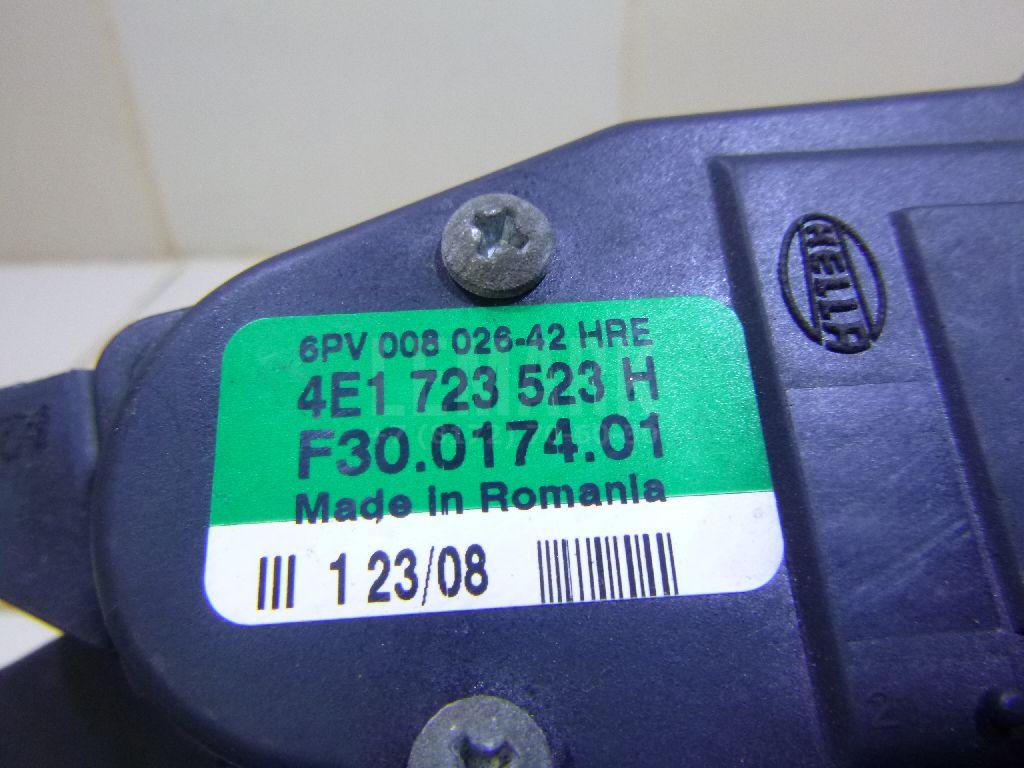 HELLA
6PV 008 026-42 HRE
4E1 723 523 H
F30.0174.01
Made in Romania
III 1 23/08
2